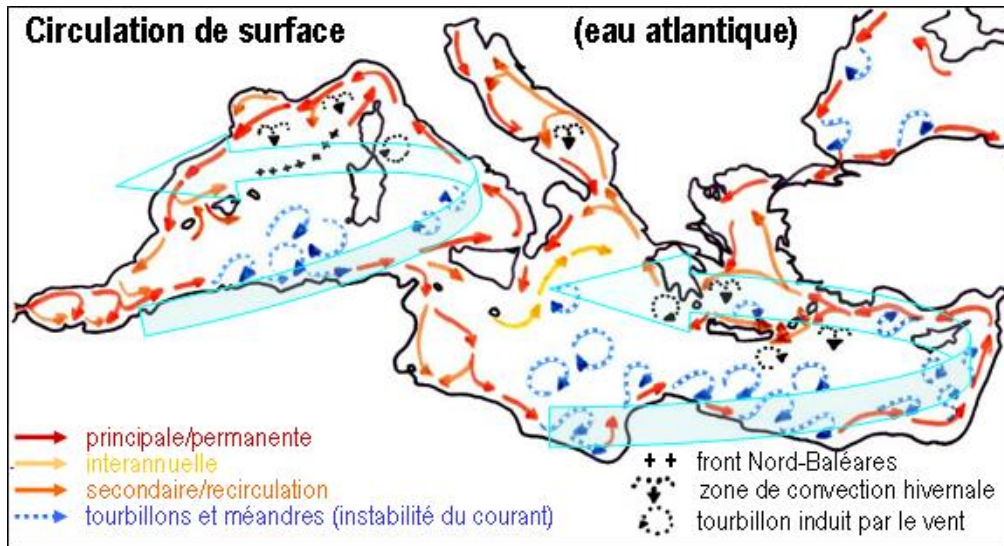 Circulation de surface (eau atlantique)
principale/permanente
interannuelle
secondaire/recirculation
tourbillons et méandres (instabilité du courant)
front Nord-Baléares
zone de convection hivernale
tourbillon induit par le vent